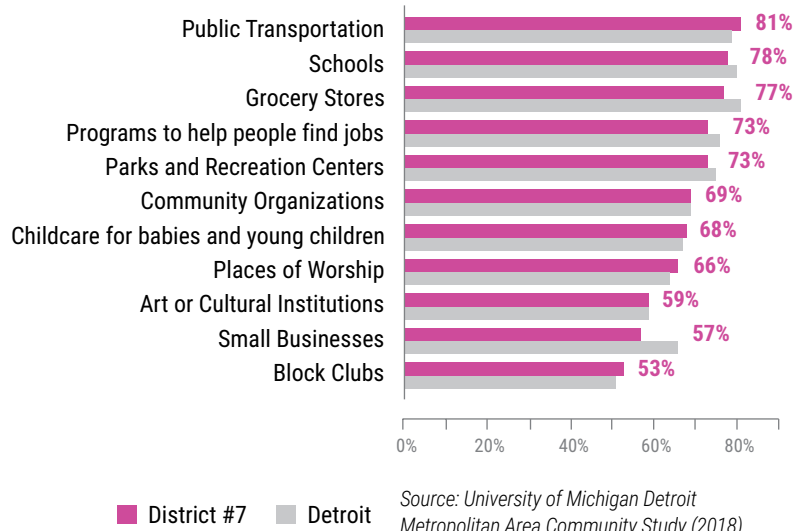 Public Transportation 81%
Schools 78%
Grocery Stores 77%
Programs to help people find jobs 73%
Parks and Recreation Centers 73%
Community Organizations 69%
Childcare for babies and young children 68%
Places of Worship 66%
Art or Cultural Institutions 59%
Small Businesses 57%
Block Clubs 53%
0% 20% 40% 60% 80%
District #7 Detroit
Source: University of Michigan Detroit
Metropolitan Area Community Study (2018)